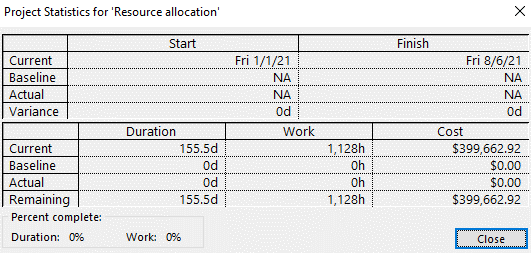 Project Statistics for 'Resource allocation'
Start Finish
Current Fri 1/1/21 Fri 8/6/21
Baseline NA NA
Actual NA NA
Variance 0d 0d
Duration Work Cost
Current 155.5d 1,128h $399,662.92
Baseline 0d 0h $0.00
Actual 0d 0h $0.00
Remaining 155.5d 1,128h $399,662.92
Percent complete:
Duration: 0% Work: 0% Close